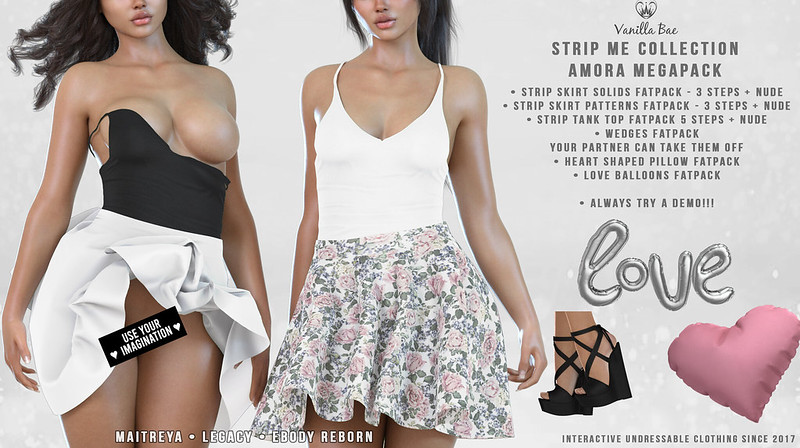 Vanilla Bae
STRIP ME COLLECTION
AMORA MEGAPACK
• STRIP SKIRT SOLIDS FATPACK - 3 STEPS + NUDE
• STRIP SKIRT PATTERNS FATPACK - 3 STEPS + NUDE
• STRIP TANK TOP FATPACK 5 STEPS + NUDE
• WEDGES FATPACK
YOUR PARTNER CAN TAKE THEM OFF
• HEART SHAPED PILLOW FATPACK
• LOVE BALLOONS FATPACK
• ALWAYS TRY A DEMO!!!
love
USE YOUR
IMAGINATION
MAITREYA • LEGACY • EBODY REBORN
INTERACTIVE UNDRESSABLE CLOTHING SINCE 2017